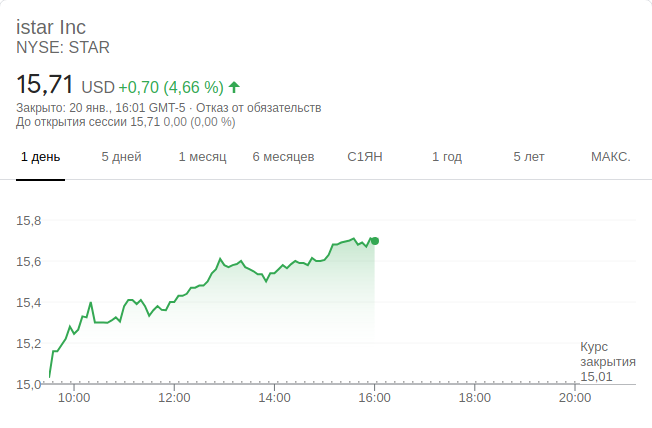 istar Inc
NYSE: STAR
15,71 USD +0,70 (4,66 %)
Закрыто: 20 янв., 16:01 GMT-5 · Отказ от обязательств
До открытия сессии 15,71 0,00 (0,00 %)
1 день 5 дней 1 месяц 6 месяцев С1ЯН 1 год 5 лет МАКС.
15,8
15,6
15,4
15,2
15,0
Курс
закрытия
15,01
10:00 12:00 14:00 16:00 18:00 20:00